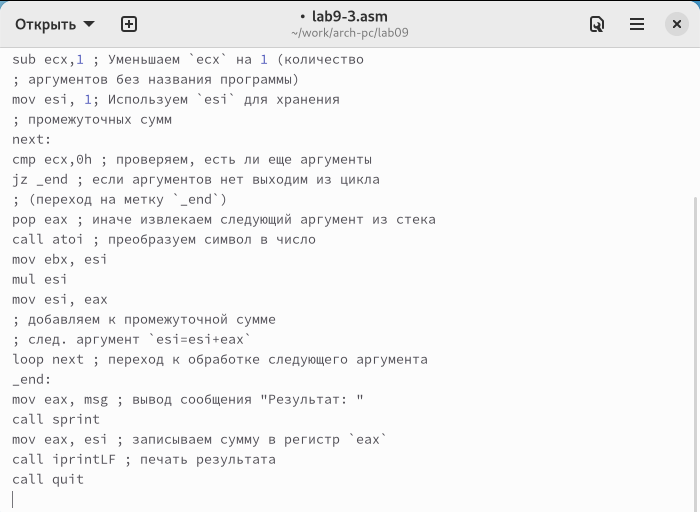 Открыть
• lab9-3.asm
~/work/arch-pc/lab09
sub ecx,1 ; Уменьшаем `ecx` на 1 (количество
; аргументов без названия программы)
mov esi, 1; Используем `esi` для хранения
; промежуточных сумм
next:
cmp ecx,0h ; проверяем, есть ли еще аргументы
jz _end ; если аргументов нет выходим из цикла
; (переход на метку `_end`)
pop eax ; иначе извлекаем следующий аргумент из стека
call atoi ; преобразуем символ в число
mov ebx, esi
mul esi
mov esi, eax
; добавляем к промежуточной сумме
; след. аргумент `esi=esi+eax`
loop next ; переход к обработке следующего аргумента
_end:
mov eax, msg ; вывод сообщения "Результат: "
call sprint
mov eax, esi ; записываем сумму в регистр `eax`
call iprintLF ; печать результата
call quit